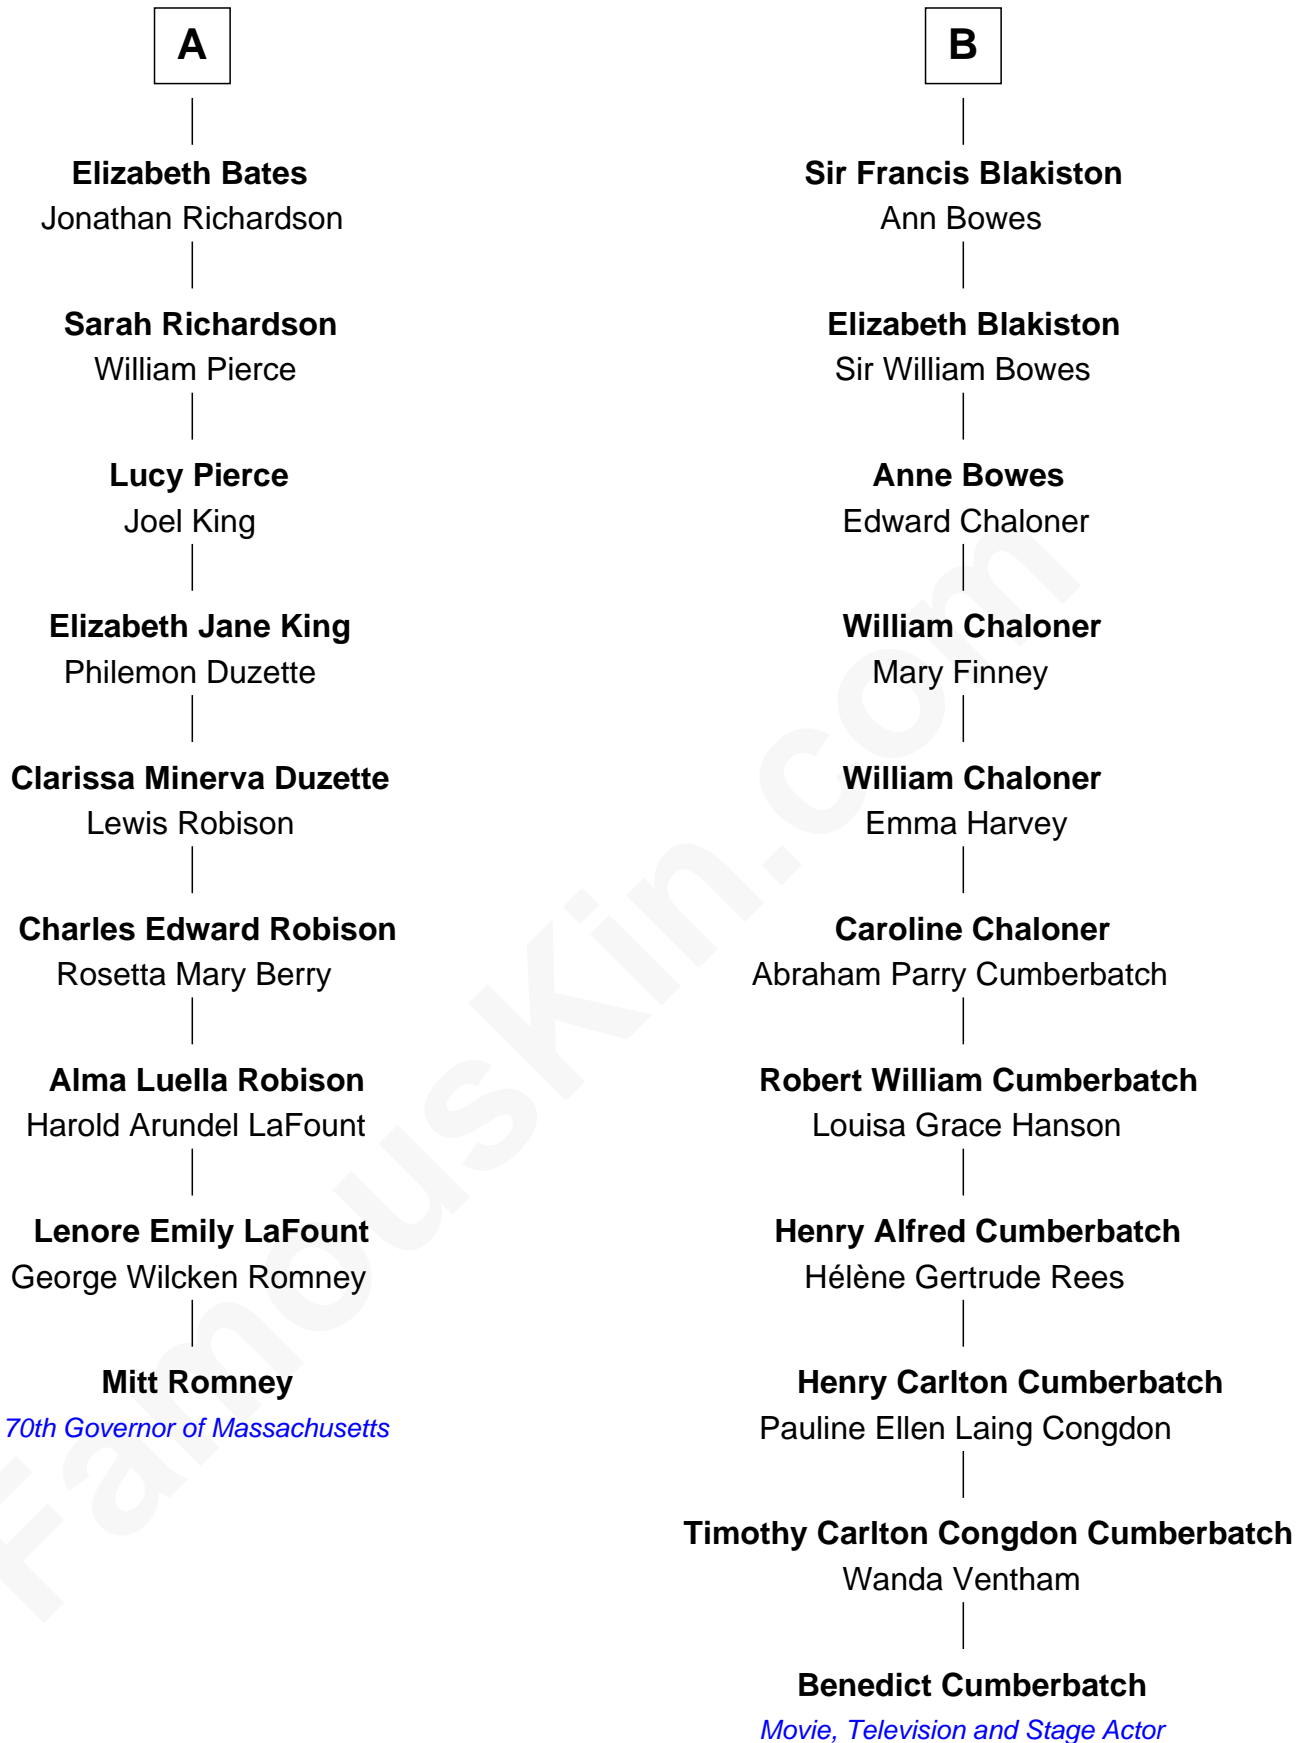 A
Elizabeth Bates
Jonathan Richardson
Sarah Richardson
William Pierce
Lucy Pierce
Joel King
Elizabeth Jane King
Philemon Duzette
Clarissa Minerva Duzette
Lewis Robison
Charles Edward Robison
Rosetta Mary Berry
Alma Luella Robison
Harold Arundel LaFount
Lenore Emily LaFount
George Wilcken Romney
Mitt Romney
70th Governor of Massachusetts
B
Sir Francis Blakiston
Ann Bowes
Elizabeth Blakiston
Sir William Bowes
Anne Bowes
Edward Chaloner
William Chaloner
Mary Finney
William Chaloner
Emma Harvey
Caroline Chaloner
Abraham Parry Cumberbatch
Robert William Cumberbatch
Louisa Grace Hanson
Henry Alfred Cumberbatch
Hélène Gertrude Rees
Henry Carlton Cumberbatch
Pauline Ellen Laing Congdon
Timothy Carlton Congdon Cumberbatch
Wanda Ventham
Benedict Cumberbatch
Movie, Television and Stage Actor
FamousKin.com